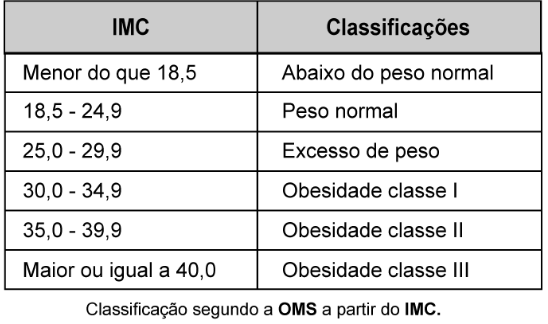 IMC Classificações
Menor do que 18,5 Abaixo do peso normal
18,5 - 24,9 Peso normal
25,0 - 29,9 Excesso de peso
30,0 - 34,9 Obesidade classe I
35,0 - 39,9 Obesidade classe II
Maior ou igual a 40,0 Obesidade classe III
Classificação segundo a OMS a partir do IMC.